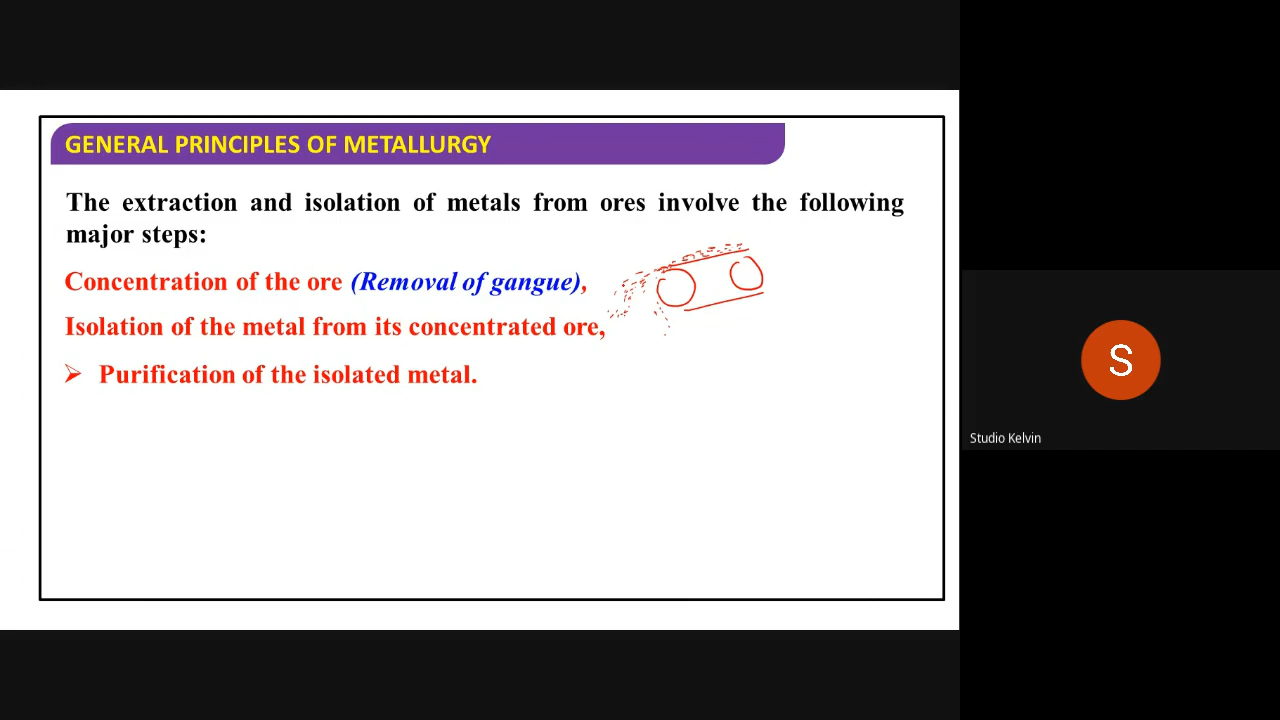 GENERAL PRINCIPLES OF METALLURGY
The extraction and isolation of metals from ores involve the following
major steps:
Concentration of the ore (Removal of gangue),
Isolation of the metal from its concentrated ore,
➢ Purification of the isolated metal.
S
Studio Kelvin